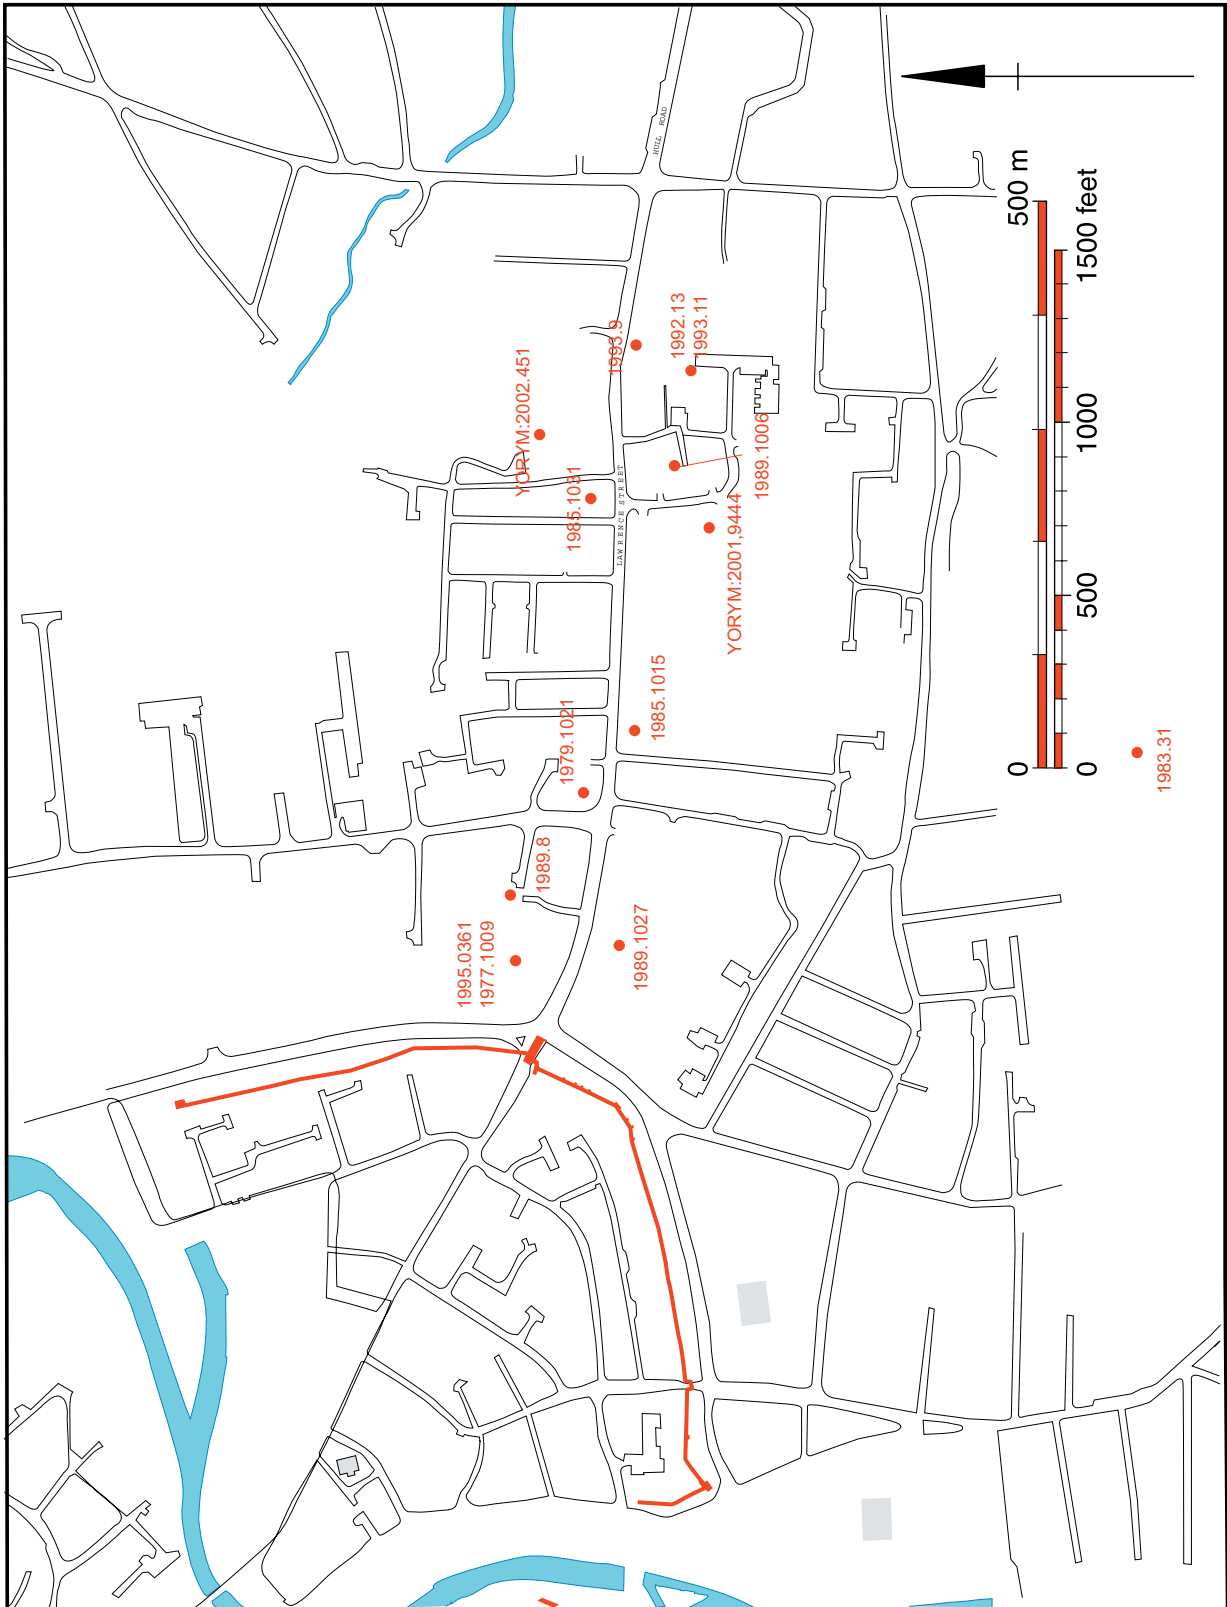 HULL ROAD
500 m
1500 feet
1993.9
1992.13
1993.11
YORYM:2002.451
1985.1031
LAWRENCE STREET
1989.1006
YORYM:2001,9444
1000
500
0
0
1985.1015
1979.1021
1983.31
1989.8
1995.0361
1977.1009
1989.1027